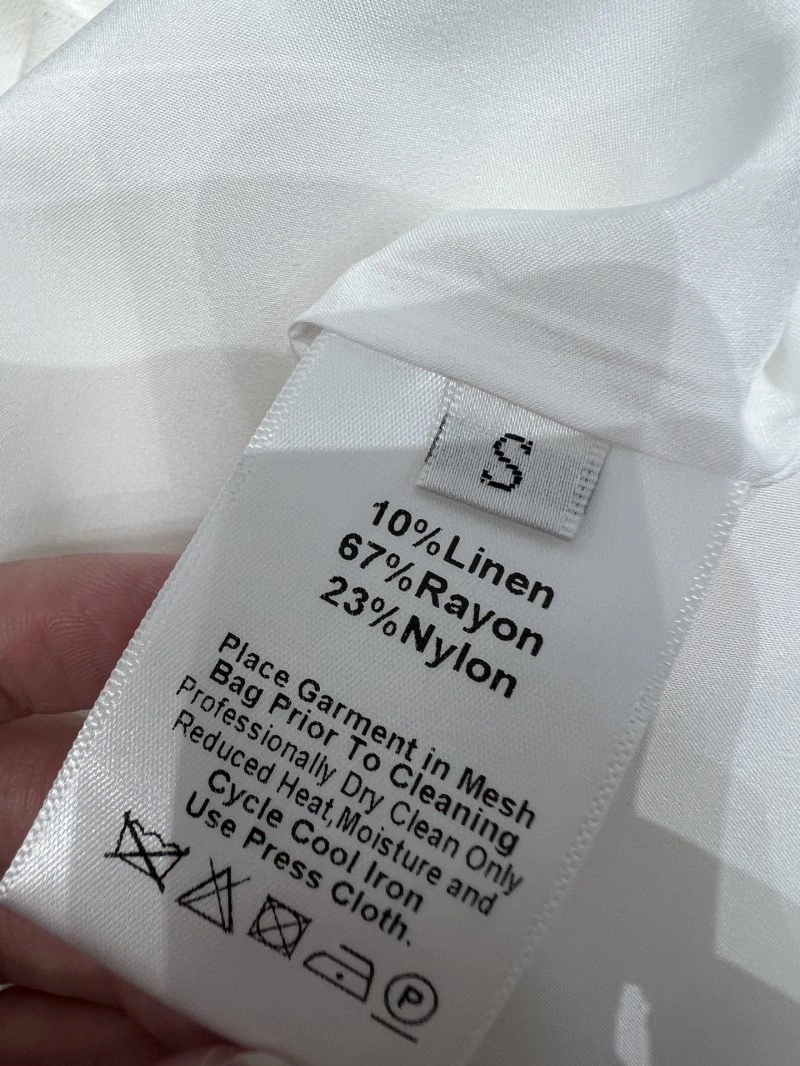 S
10%Linen
67%Rayon
23%Nylon
Place Garment in Mesh
Bag Prior To Cleaning
Professionally Dry Clean Only
Reduced Heat,Moisture and
Cycle Cool Iron
Use Press Cloth.
P